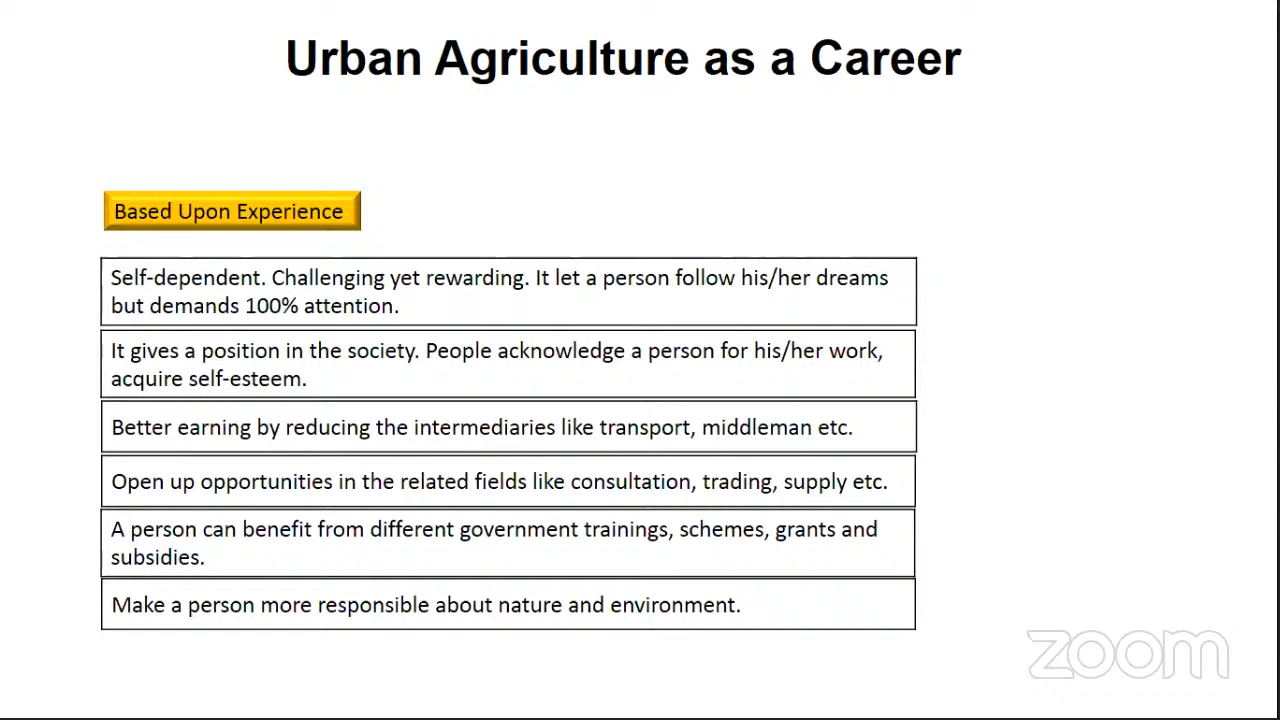 Urban Agriculture as a Career
Based Upon Experience
Self-dependent. Challenging yet rewarding. It let a person follow his/her dreams
but demands 100% attention.
It gives a position in the society. People acknowledge a person for his/her work,
acquire self-esteem.
Better earning by reducing the intermediaries like transport, middleman etc.
Open up opportunities in the related fields like consultation, trading, supply etc.
A person can benefit from different government trainings, schemes, grants and
subsidies.
Make a person more responsible about nature and environment.
zoom